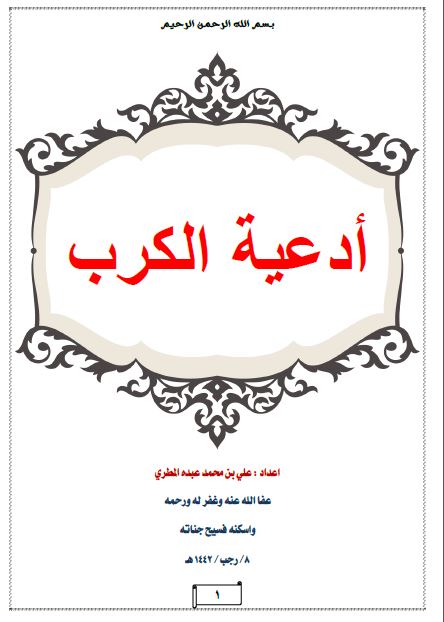 بسم الله الرحمن الرحيم
أدعية الكرب
اعداد : علي بن محمد عبده المطري
عفا الله عنه وغفر له ورحمه
واسكنه فسيح جناته
٨/ رجب/ ١٤٤٢هـ
١